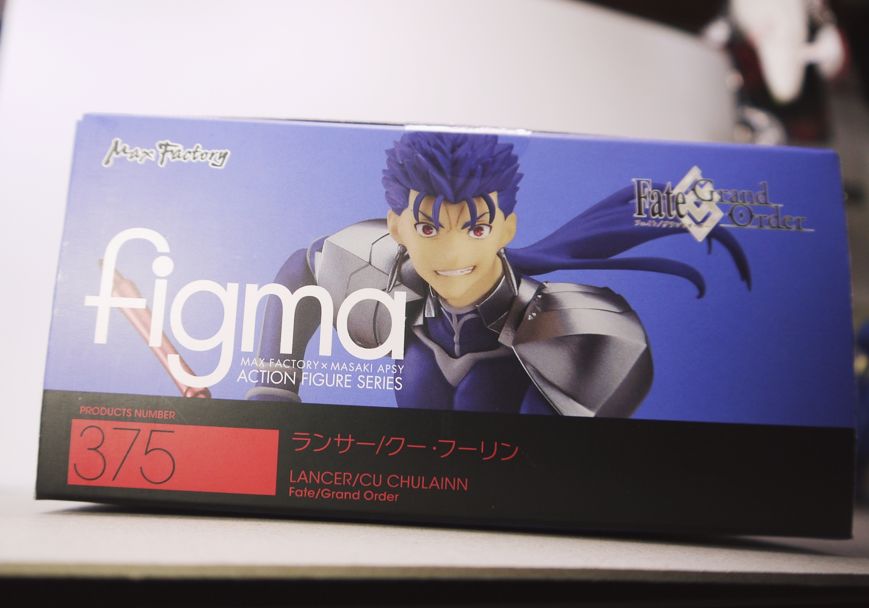 Max Factory
Fate Grand Order
figma
MAX FACTORY×MASAKI APSY
ACTION FIGURE SERIES
PRODUCTS NUMBER
375
ランサー/クー・フーリン
LANCER/CU CHULAINN
Fate/Grand Order